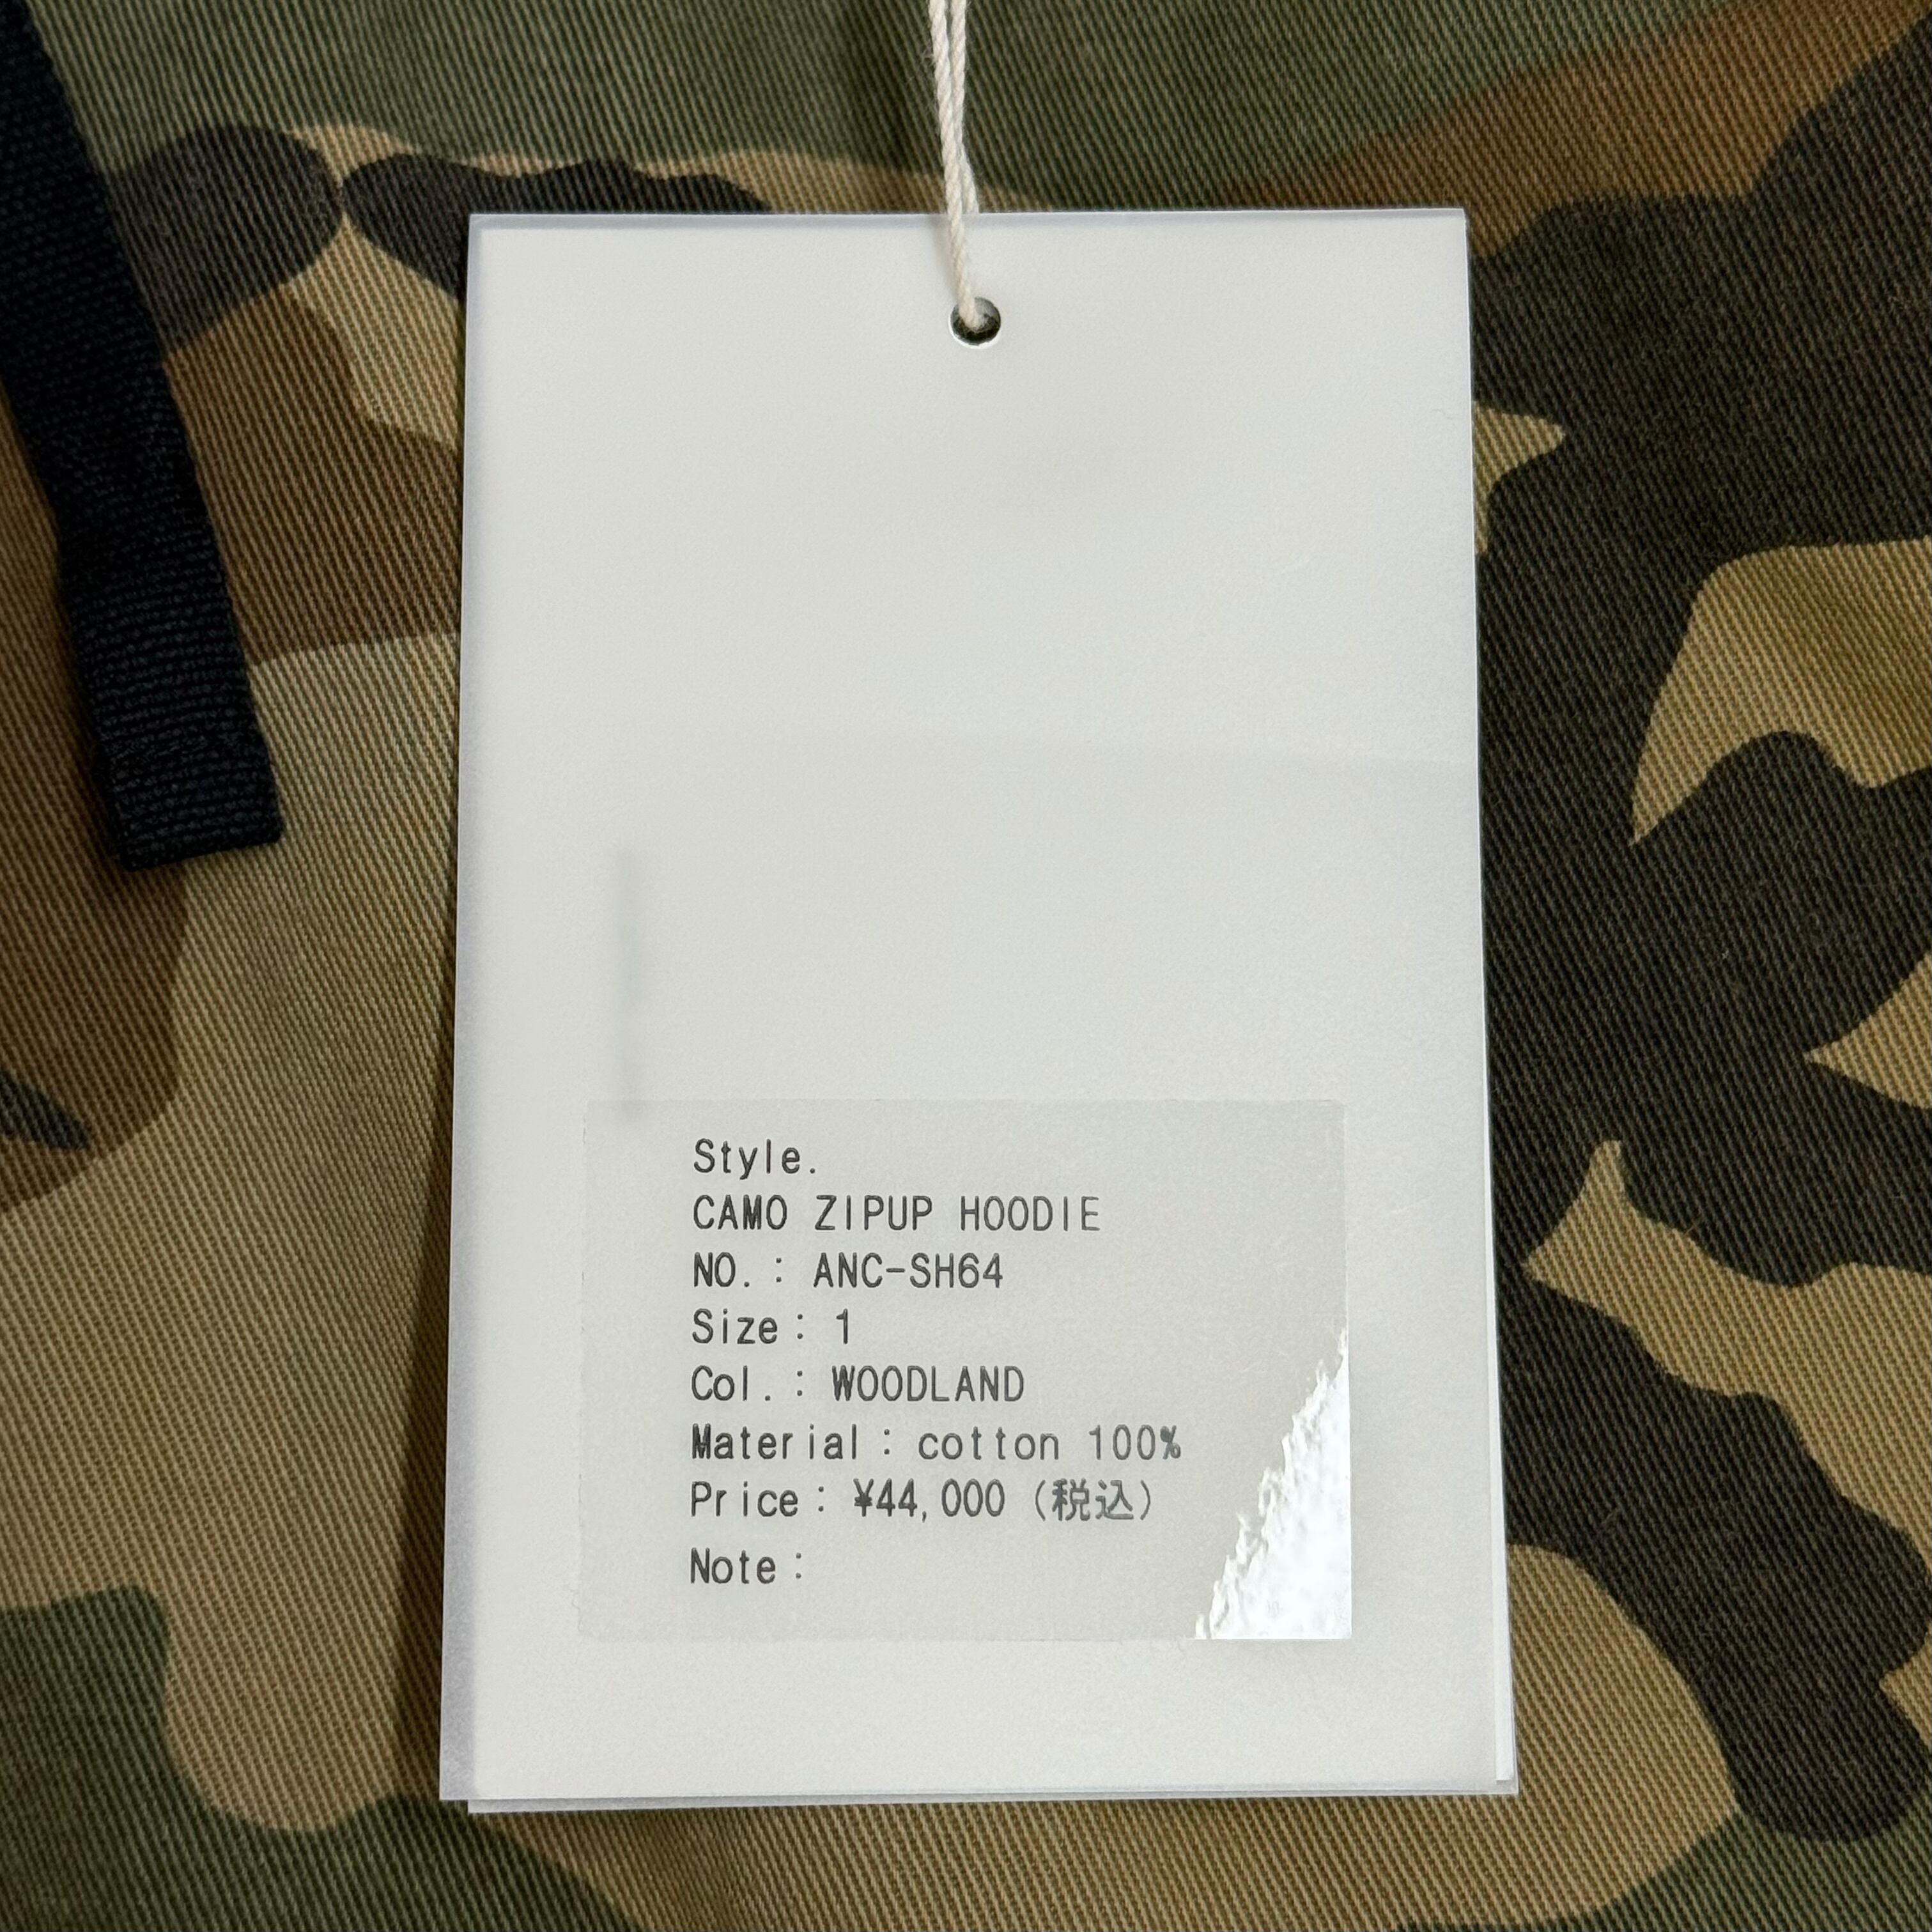 Style.
CAMO ZIPUP HOODIE
NO.: ANC-SH64
Size: 1
Col.: WOODLAND
Material: cotton 100%
Price: ¥44,000 (税込)
Note: